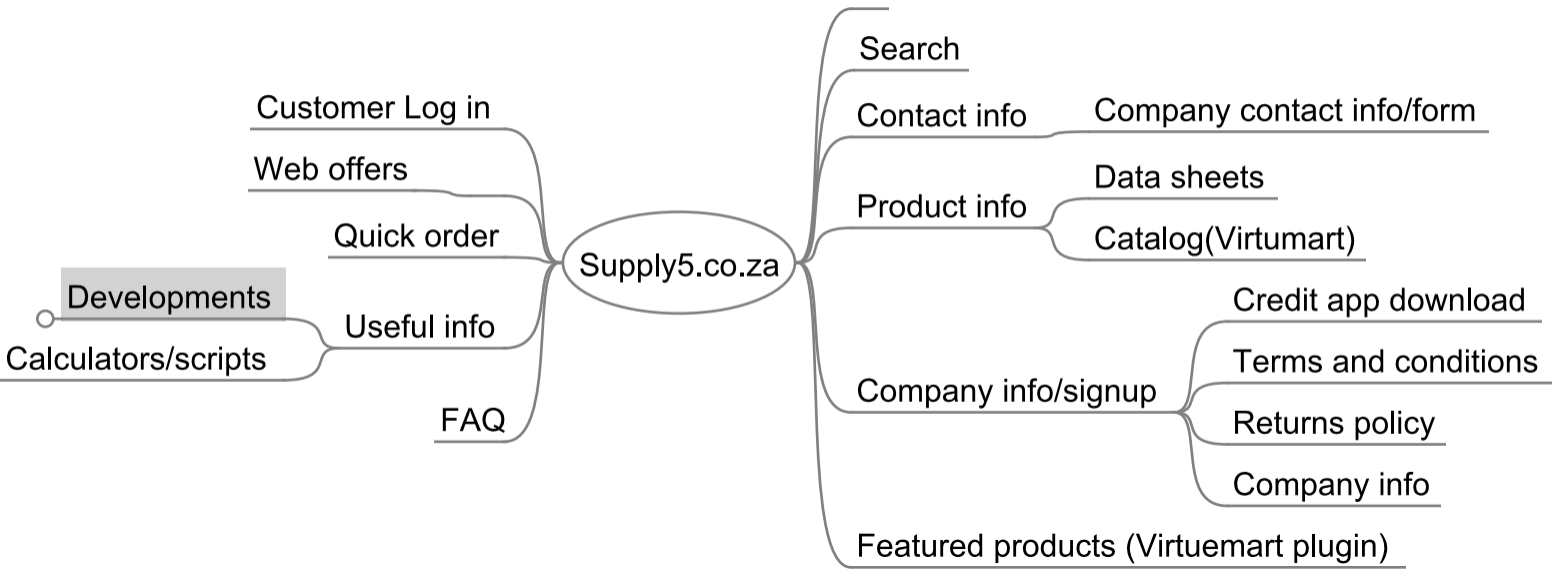 Customer Log in
Web offers
Quick order
Developments
Useful info
Calculators/scripts
FAQ
Supply5.co.za
Search
Contact info
Company contact info/form
Product info
Data sheets
Catalog(Virtumart)
Company info/signup
Credit app download
Terms and conditions
Returns policy
Company info
Featured products (Virtuemart plugin)